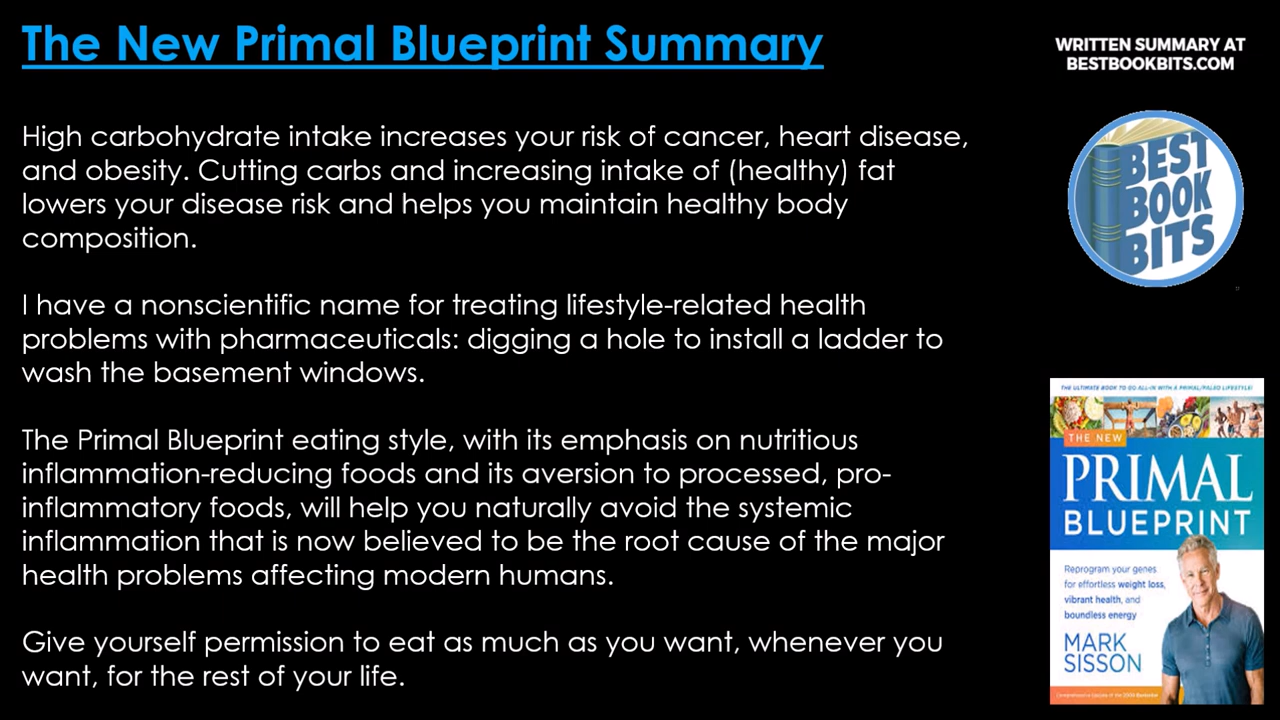 The New Primal Blueprint Summary
WRITTEN SUMMARY AT
BESTBOOKBITS.COM
High carbohydrate intake increases your risk of cancer, heart disease,
and obesity. Cutting carbs and increasing intake of (healthy) fat
lowers your disease risk and helps you maintain healthy body
composition.
I have a nonscientific name for treating lifestyle-related health
problems with pharmaceuticals: digging a hole to install a ladder to
wash the basement windows.
The Primal Blueprint eating style, with its emphasis on nutritious
inflammation-reducing foods and its aversion to processed, pro-
inflammatory foods, will help you naturally avoid the systemic
inflammation that is now believed to be the root cause of the major
health problems affecting modern humans.
Give yourself permission to eat as much as you want, whenever you
want, for the rest of your life.
BEST
BOOK
BITS
THE ULTIMATE BOOK TO GO ALL-IN WITH A PRIMAL/PALEO LIFESTYLE!
THE NEW
PRIMAL
BLUEPRINT
Reprogram your genes
for effortless weight loss,
vibrant health, and
boundless energy
MARK
SISSON